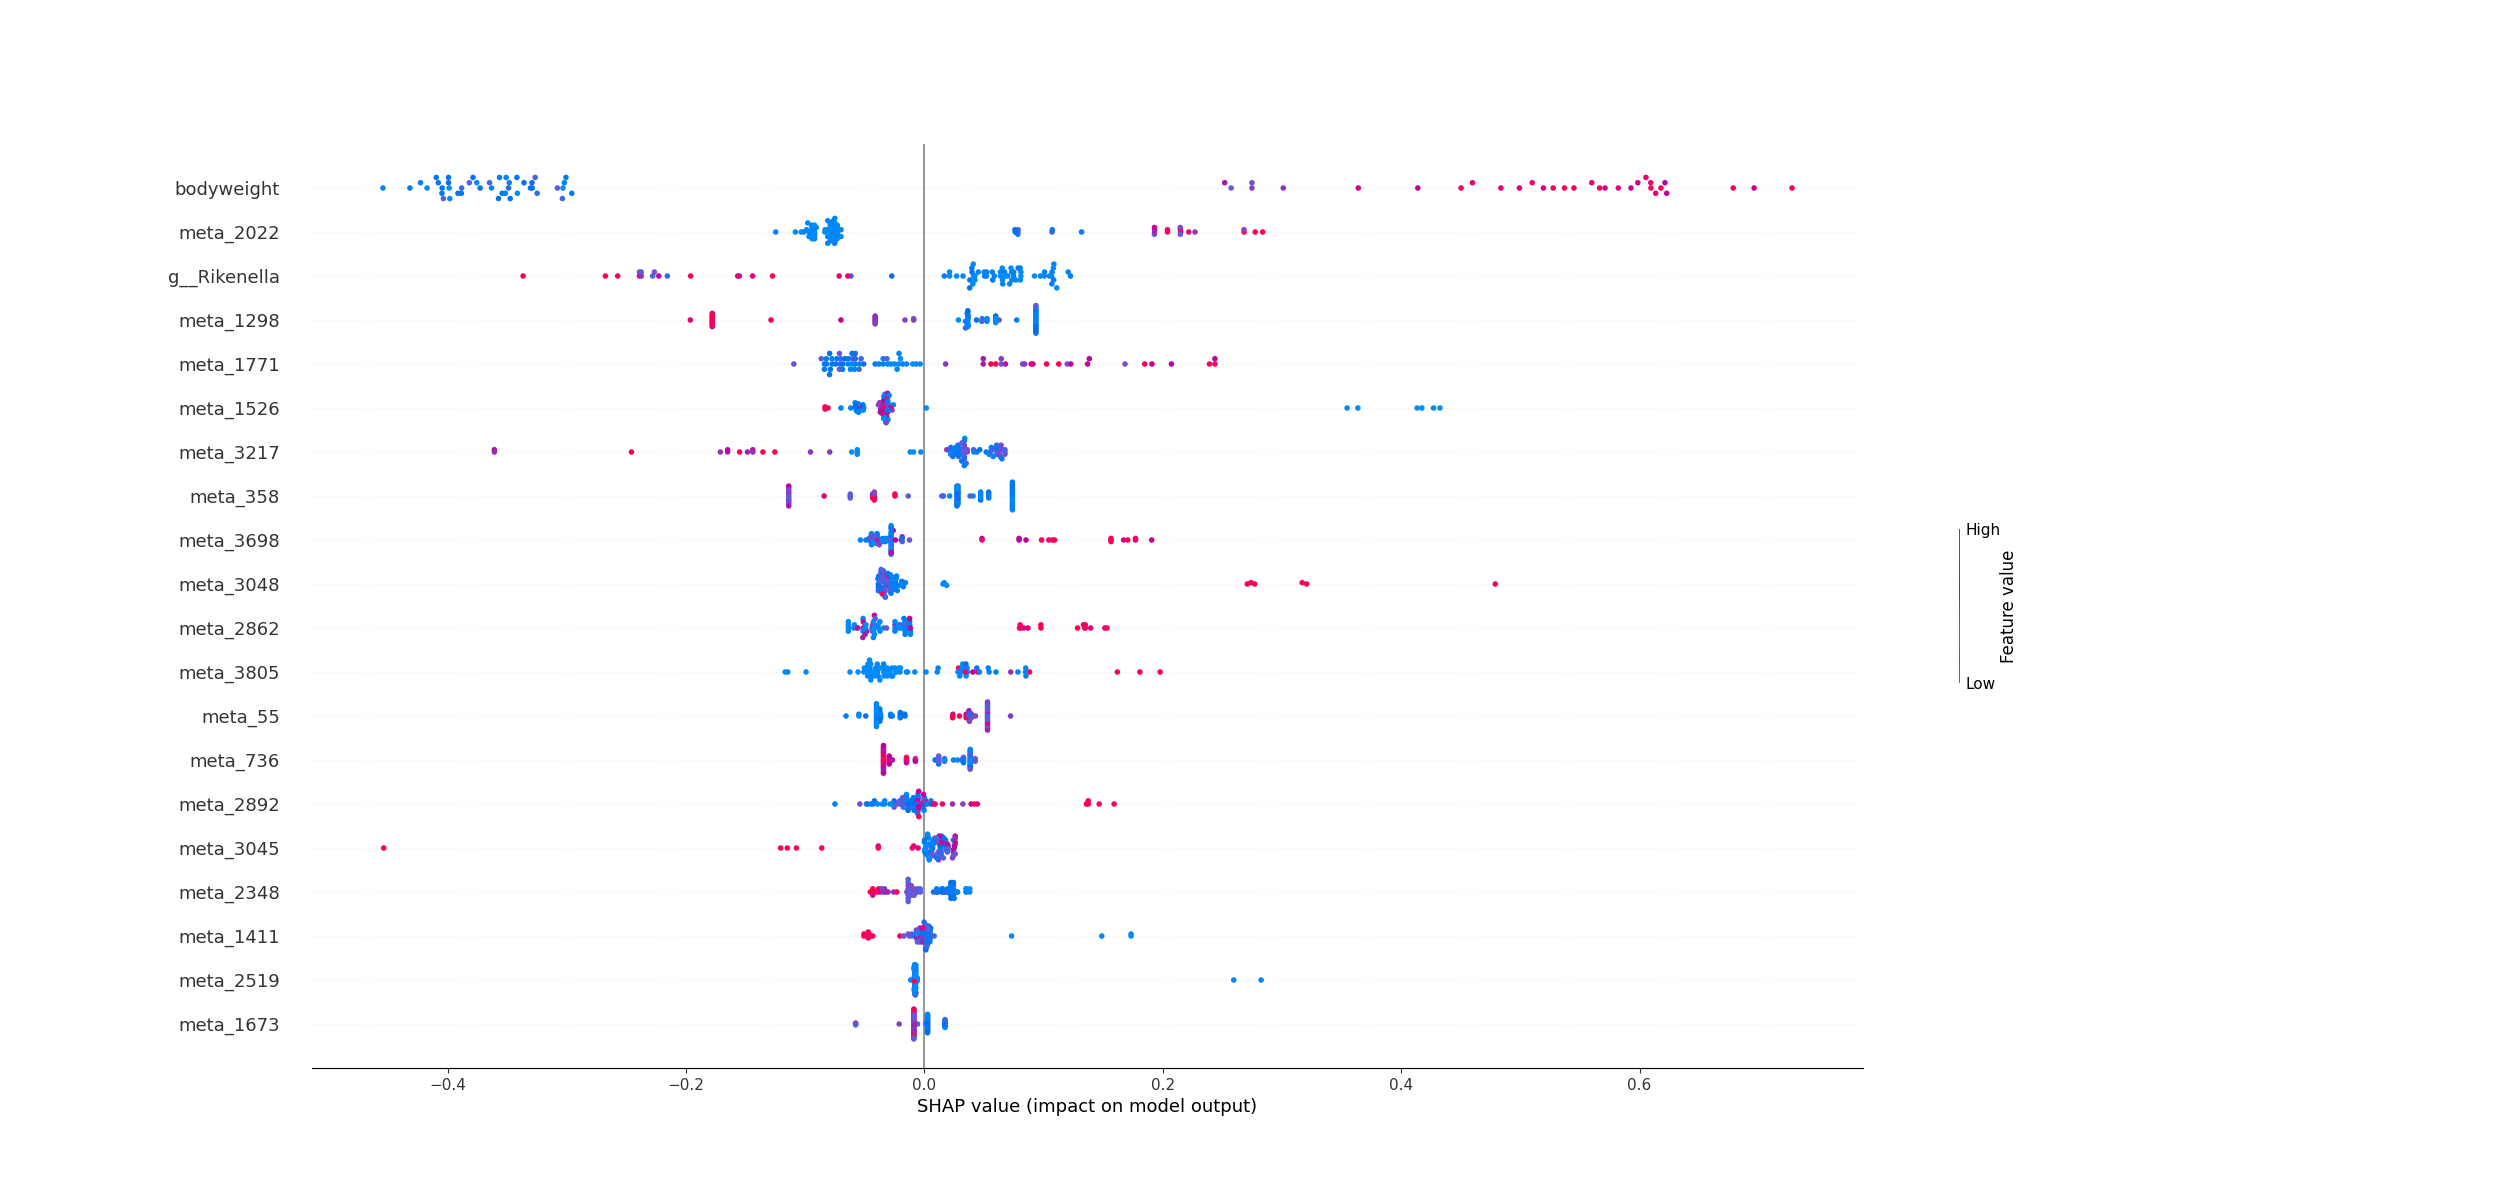 bodyweight
meta_2022
g__Rikenella
meta_1298
meta_1771
meta_1526
meta_3217
meta_358
meta_3698
meta_3048
meta_2862
meta_3805
meta_55
meta_736
meta_2892
meta_3045
meta_2348
meta_1411
meta_2519
meta_1673
−0.4 −0.2 0.0 0.2 0.4 0.6
SHAP value (impact on model output)
High
Feature value
Low